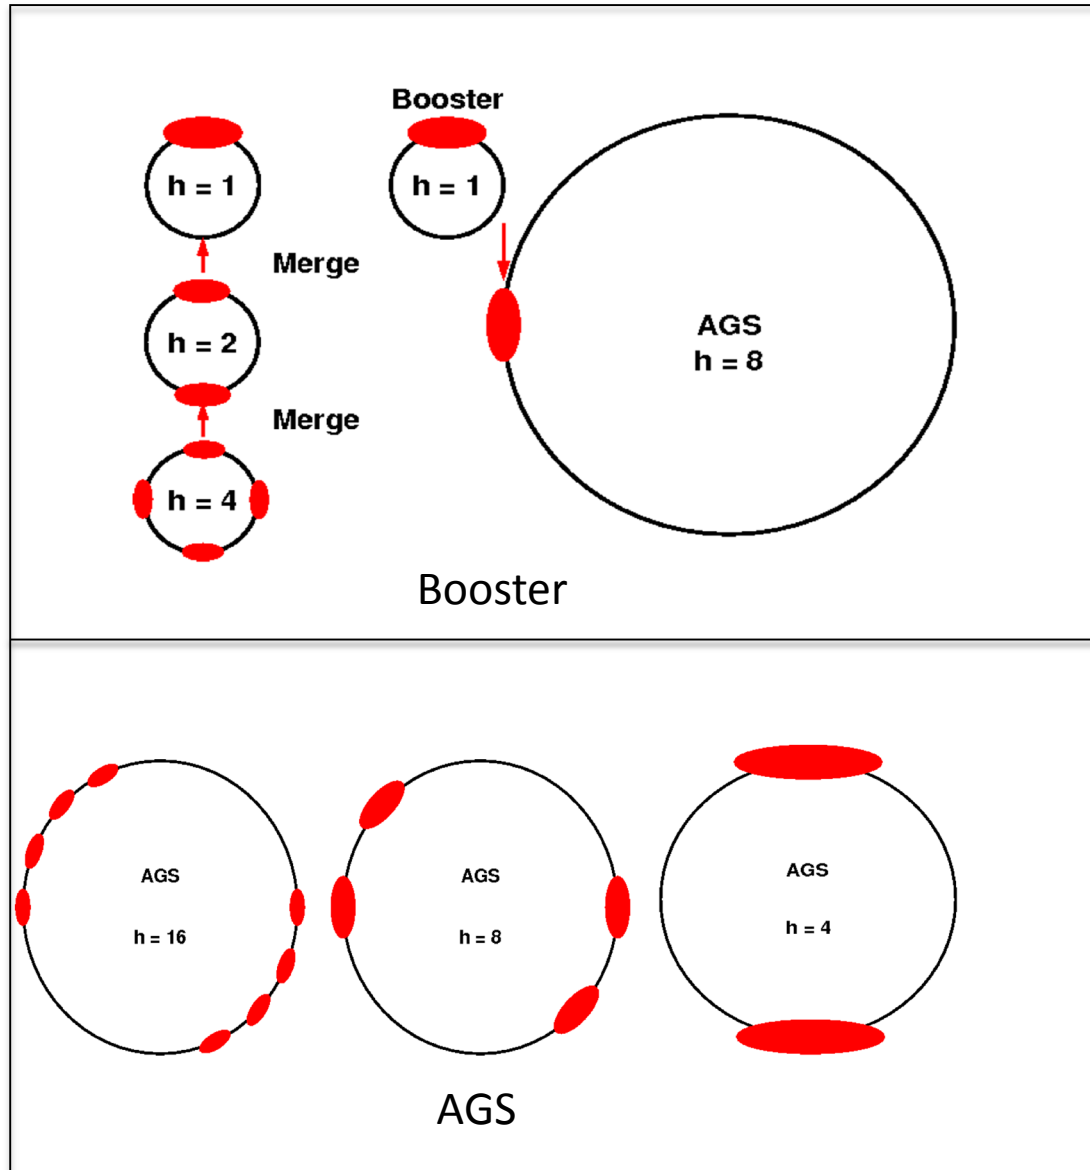 Booster
h = 1
h = 1
Merge
h = 2
AGS
h = 8
Merge
h = 4
Booster
AGS
h = 16
AGS
h = 8
AGS
h = 4
AGS